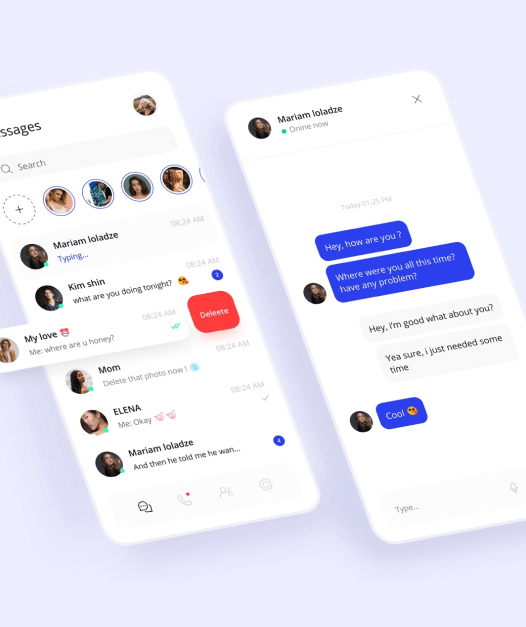 ssages
Search
Mariam loladze
08:24 AM
Typing...
Kim shin
08:24 AM
what are you doing tonight?
2
My love
08:24 AM
Me: where are u honey?
Delete
Mom
08:24 AM
Delete that photo now !
ELENA
08:24 AM
Me: Okay
Mariam loladze
And then he told me he wan...
4
Mariam loladze
Onine now
Today 01:25 PM
Hey, how are you ?
Where were you all this time?
have any problem?
Hey, i'm good what about you?
Yea sure, i just needed some
time
Cool
Type...